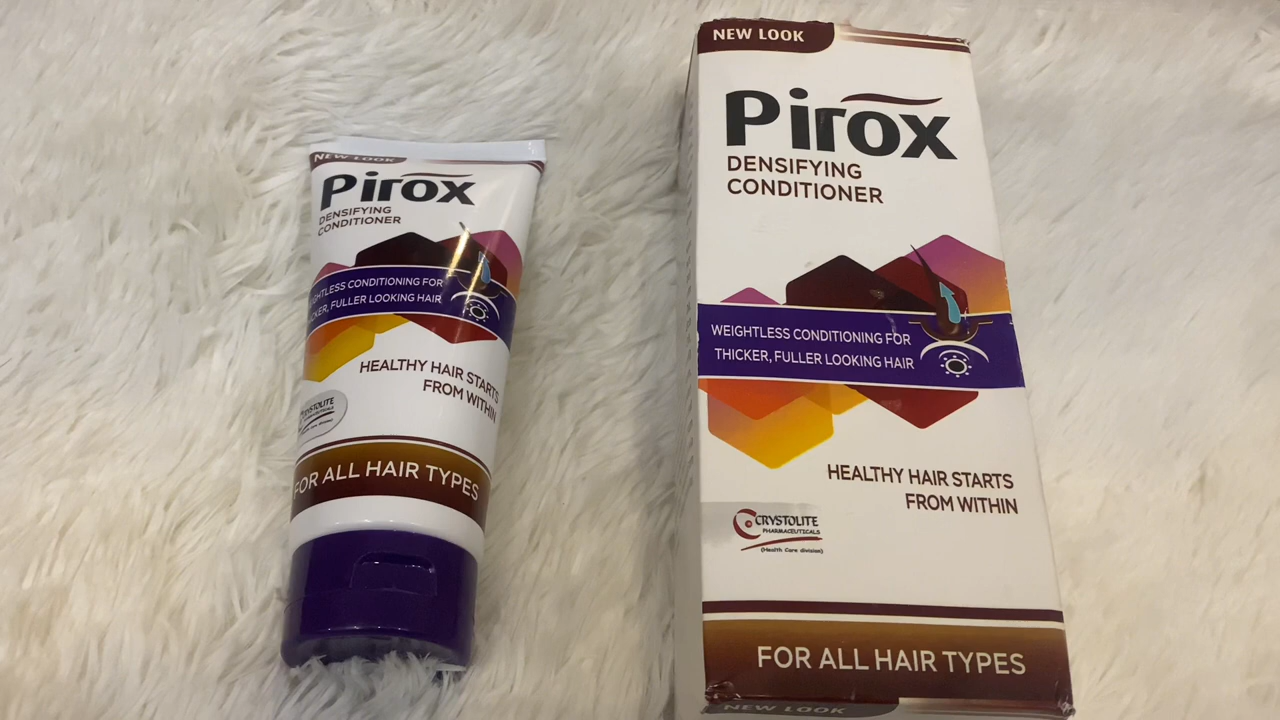 NEW LOOK
Pirox
DENSIFYING
CONDITIONER
CONDITIONING FOR
FULLER LOOKING HAIR
HEALTHY HAIR STARTS
FROM WITHIN
FOR ALL HAIR TYPES
NEW LOOK
Pirox
DENSIFYING
CONDITIONER
WEIGHTLESS CONDITIONING FOR
THICKER, FULLER LOOKING HAIR
HEALTHY HAIR STARTS
FROM WITHIN
CRYSTOLITE
PHARMACEUTICALS
(Health Care division)
FOR ALL HAIR TYPES
NEW LOOK